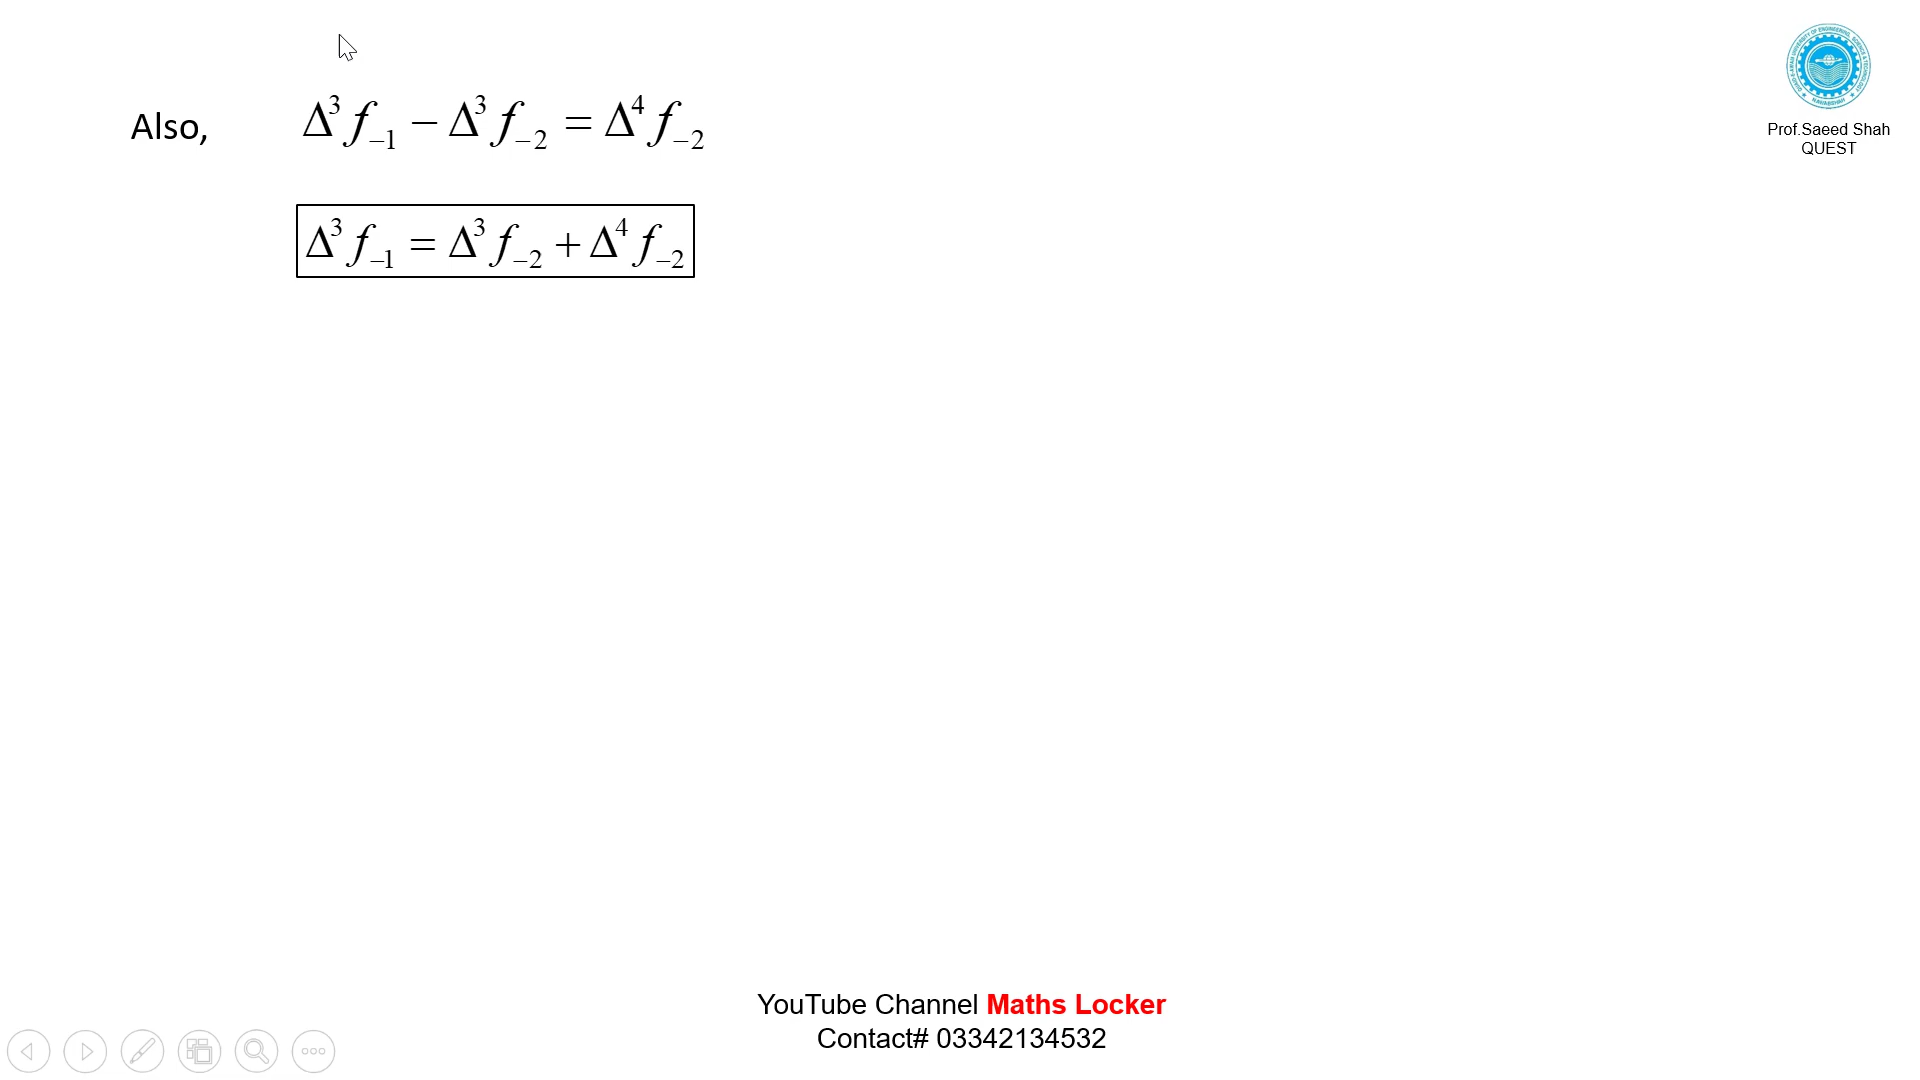 Also, Δ³f₋₁ − Δ³f₋₂ = Δ⁴f₋₂
Δ³f₋₁ = Δ³f₋₂ + Δ⁴f₋₂
NAWABSHAH
Prof.Saeed Shah
QUEST
YouTube Channel Maths Locker
Contact# 03342134532